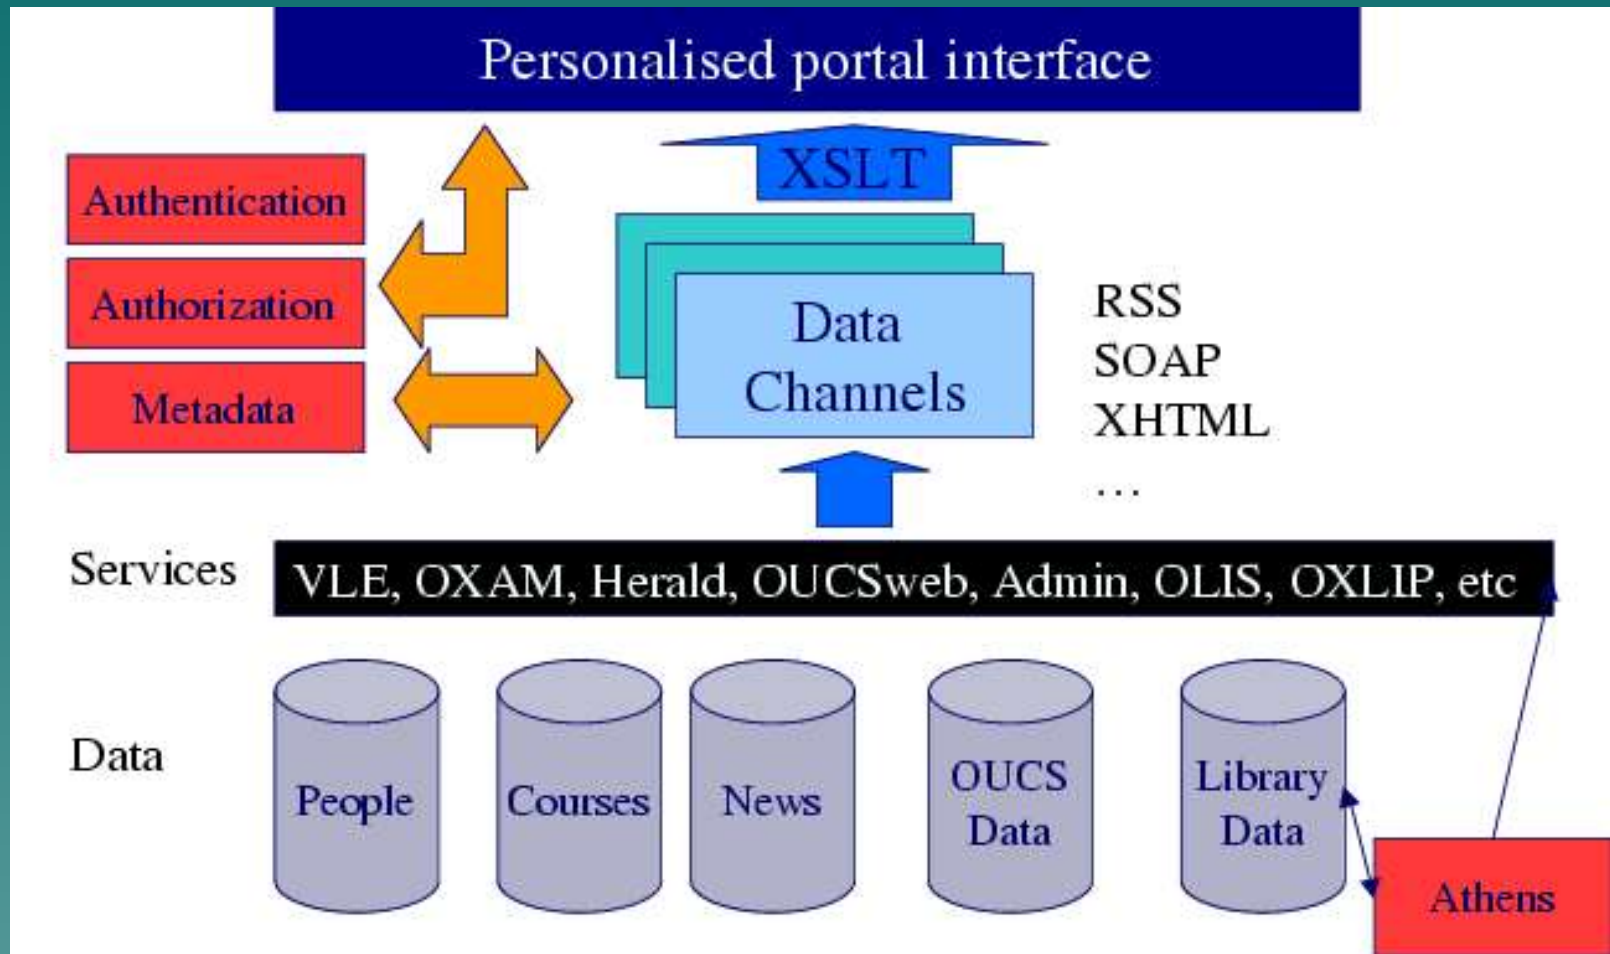 Personalised portal interface
XSLT
Authentication
Authorization
Metadata
Data
Channels
RSS
SOAP
XHTML
...
Services
VLE, OXAM, Herald, OUCSweb, Admin, OLIS, OXLIP, etc
Data
People
Courses
News
OUCS
Data
Library
Data
Athens